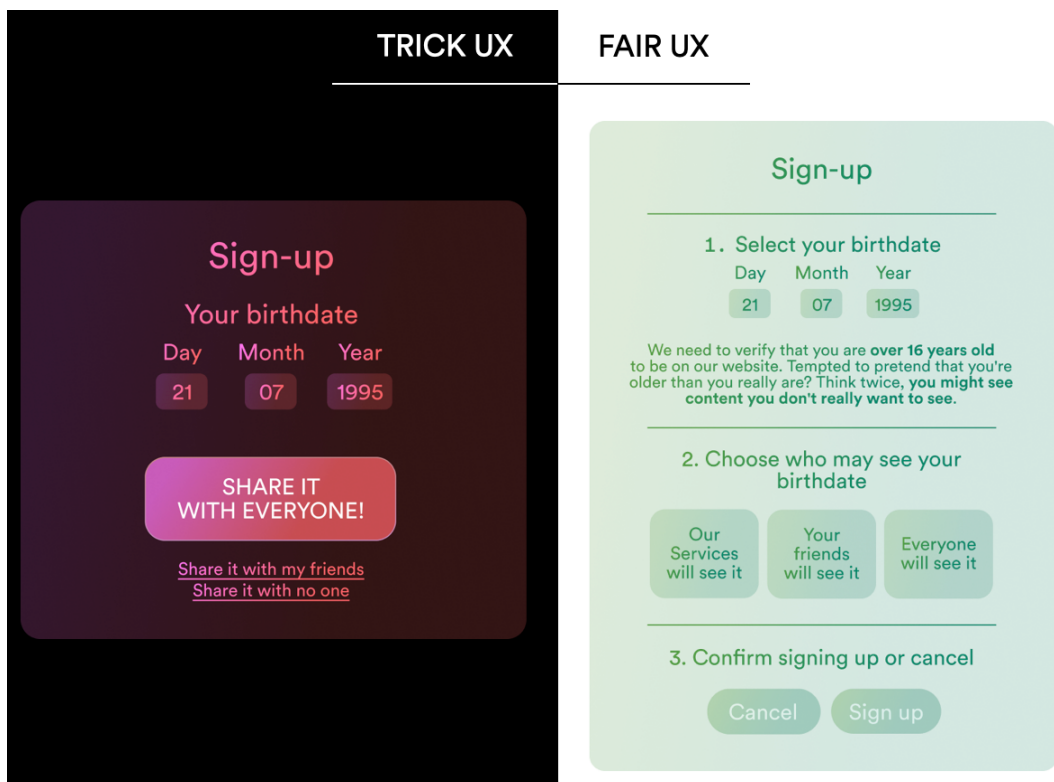 TRICK UX
FAIR UX
Sign-up
Your birthdate
Day Month Year
21 07 1995
SHARE IT
WITH EVERYONE!
Share it with my friends
Share it with no one
Sign-up
1. Select your birthdate
Day Month Year
21 07 1995
We need to verify that you are over 16 years old
to be on our website. Tempted to pretend that you're
older than you really are? Think twice, you might see
content you don't really want to see.
2. Choose who may see your
birthdate
Our
Services
will see it
Your
friends
will see it
Everyone
will see it
3. Confirm signing up or cancel
Cancel
Sign up